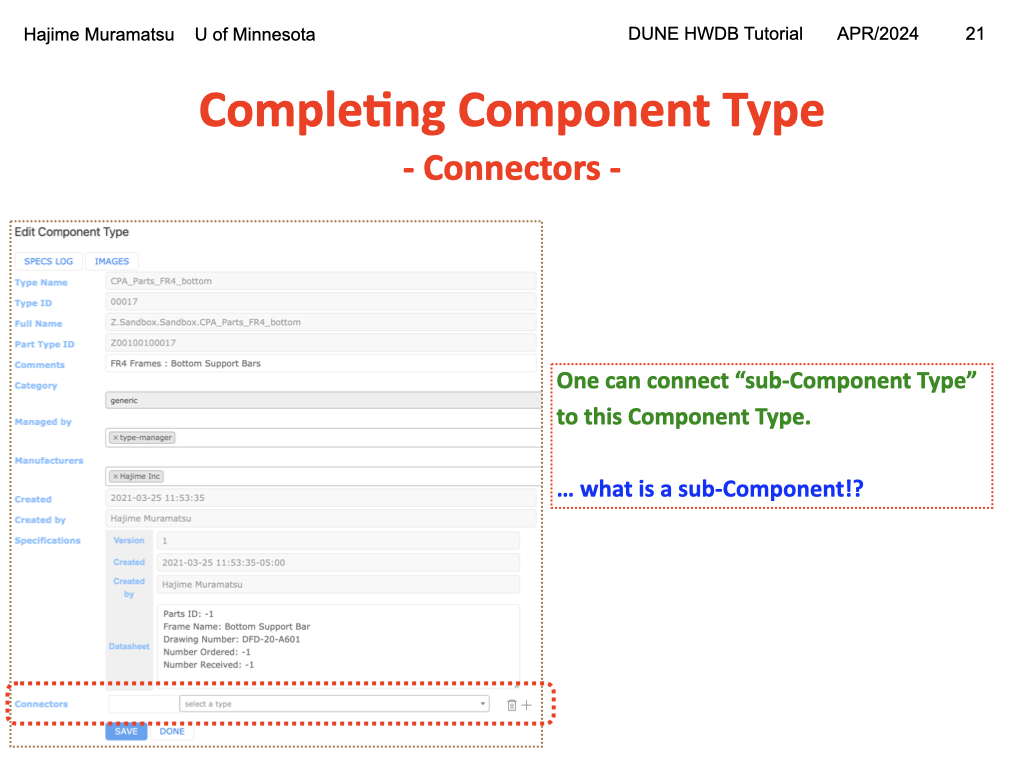 Hajime Muramatsu U of Minnesota DUNE HWDB Tutorial APR/2024 21
Completing Component Type
- Connectors -
Edit Component Type
SPECS LOG IMAGES
Type Name CPA_Parts_FR4_bottom
Type ID 00017
Full Name Z.Sandbox.Sandbox.CPA_Parts_FR4_bottom
Part Type ID Z00100100017
Comments FR4 Frames : Bottom Support Bars
Category
generic
Managed by
×type-manager
Manufacturers
×Hajime Inc
Created 2021-03-25 11:53:35
Created by Hajime Muramatsu
Specifications Version 1
Created 2021-03-25 11:53:35-05:00
Created by Hajime Muramatsu
Datasheet
Parts ID: -1
Frame Name: Bottom Support Bar
Drawing Number: DFD-20-A601
Number Ordered: -1
Number Received: -1
Connectors select a type
SAVE DONE
One can connect “sub-Component Type”
to this Component Type.
... what is a sub-Component!?